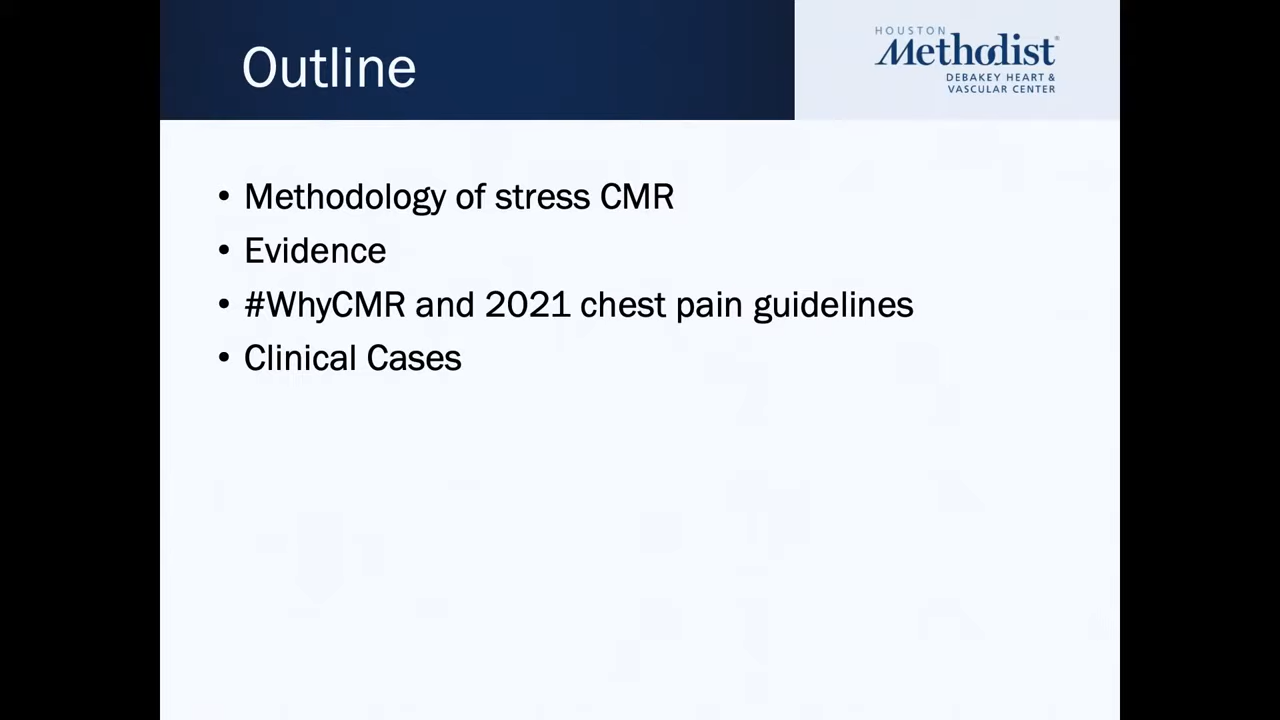 Outline
HOUSTON
Methodist®
DEBAKEY HEART &
VASCULAR CENTER
• Methodology of stress CMR
• Evidence
• #WhyCMR and 2021 chest pain guidelines
• Clinical Cases